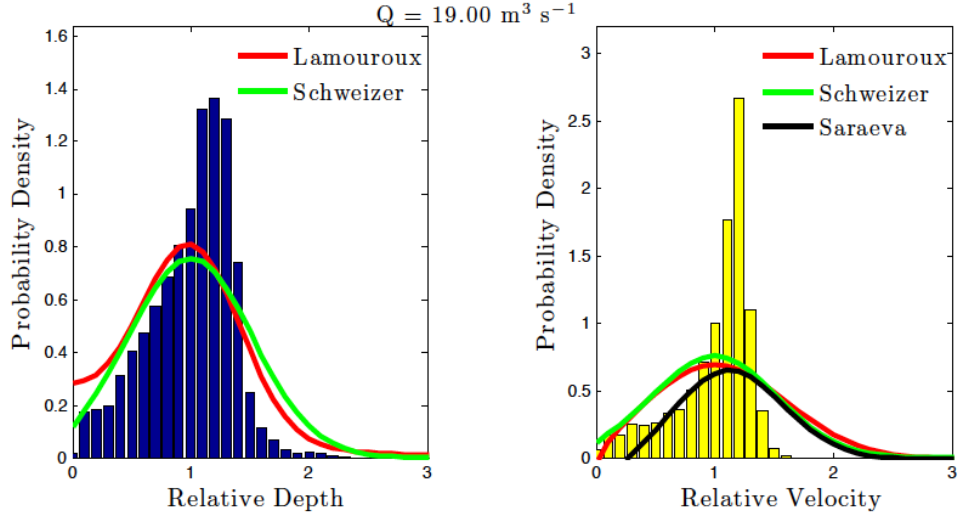 Q = 19.00 m³ s⁻¹
Probability Density
1.6
1.4
1.2
1
0.8
0.6
0.4
0.2
0
0
1
2
3
Relative Depth
Lamouroux
Schweizer
Probability Density
3
2.5
2
1.5
1
0.5
0
0
1
2
3
Relative Velocity
Lamouroux
Schweizer
Saraeva